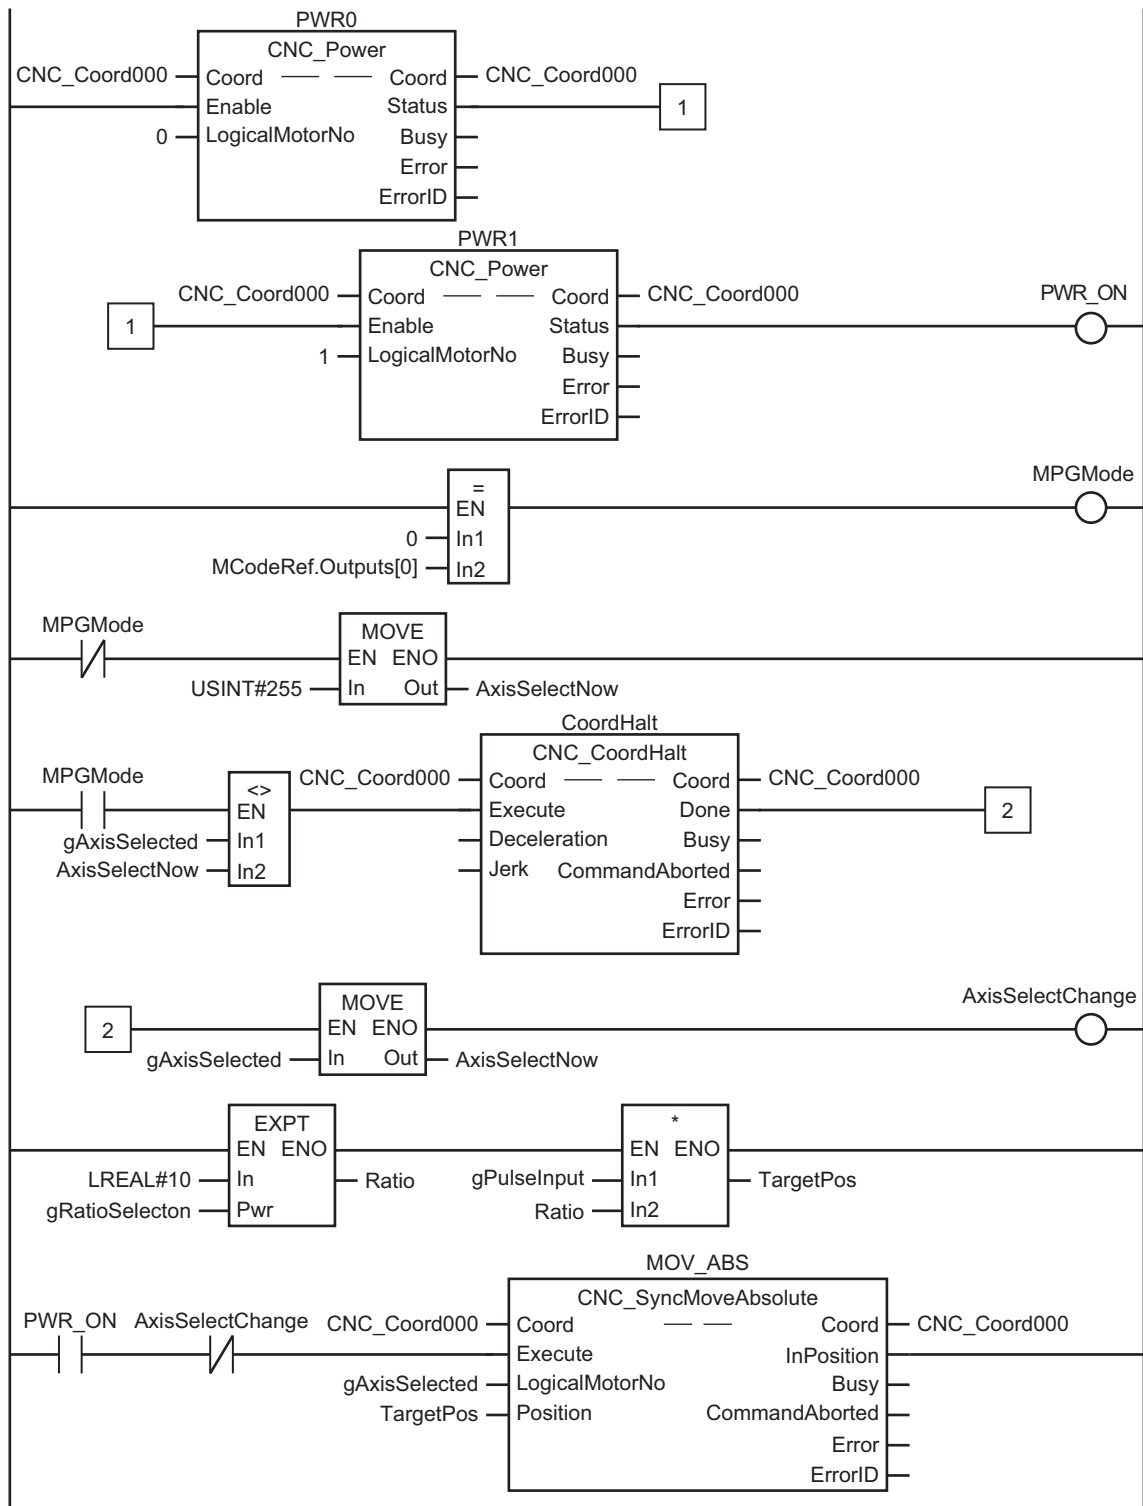 PWR0
CNC_Power
CNC_Coord000 Coord Coord CNC_Coord000
Enable Status 1
0 LogicalMotorNo Busy
Error
ErrorID
PWR1
CNC_Power
CNC_Coord000 Coord Coord CNC_Coord000 PWR_ON
1 Enable Status
1 LogicalMotorNo Busy
Error
ErrorID
MPGMode
=
EN
0 In1
MCodeRef.Outputs[0] In2
MPGMode MOVE
EN ENO
USINT#255 In Out AxisSelectNow
CoordHalt
CNC_CoordHalt
MPGMode CNC_Coord000 Coord Coord CNC_Coord000
<>
EN Execute Done 2
gAxisSelected In1 Deceleration Busy
AxisSelectNow In2 Jerk CommandAborted
Error
ErrorID
MOVE AxisSelectChange
2 EN ENO
gAxisSelected In Out AxisSelectNow
EXPT *
EN ENO EN ENO
LREAL#10 In Ratio gPulseInput In1 TargetPos
gRatioSelecton Pwr Ratio In2
MOV_ABS
CNC_SyncMoveAbsolute
PWR_ON AxisSelectChange CNC_Coord000 Coord Coord CNC_Coord000
Execute InPosition
gAxisSelected LogicalMotorNo Busy
TargetPos Position CommandAborted
Error
ErrorID